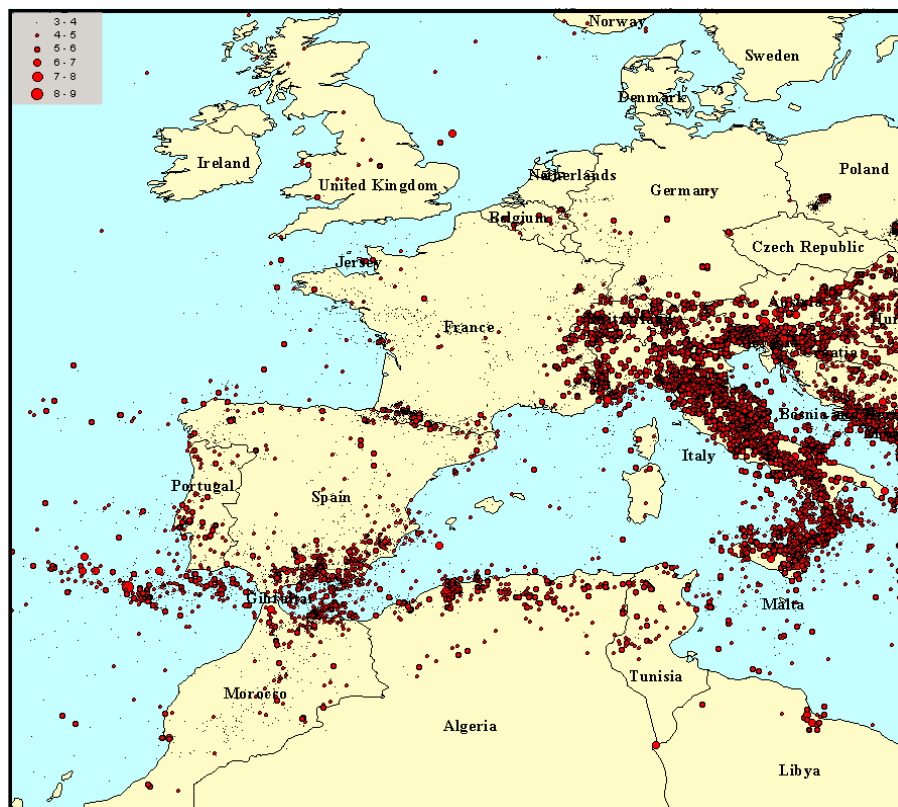 3 - 4
4 - 5
5 - 6
6 - 7
7 - 8
8 - 9
Norway
Sweden
Denmark
Ireland
United Kingdom
Netherlands
Germany
Poland
Belgium
Czech Republic
Jersey
France
Portugal
Spain
Italy
Bosnia and
Gibraltar
Malta
Morocco
Algeria
Tunisia
Libya